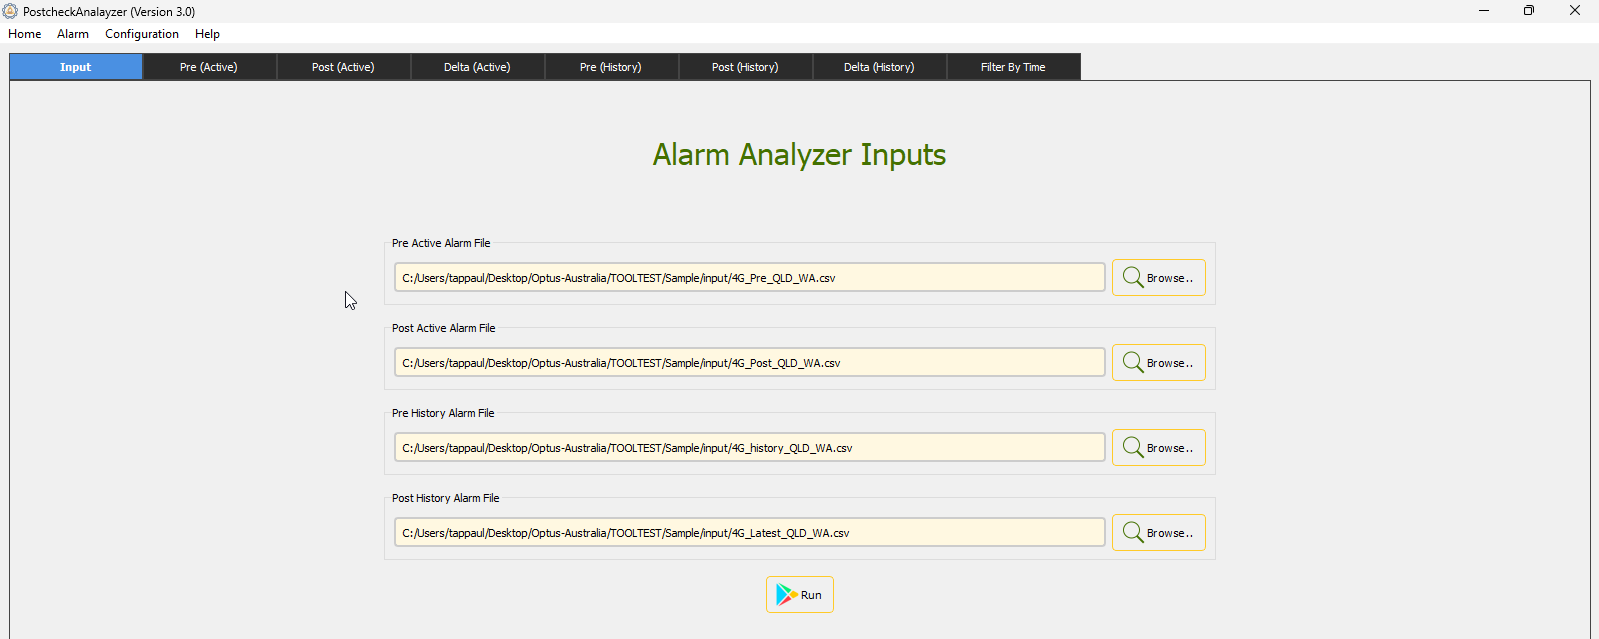 PostcheckAnalayzer (Version 3.0)
Home Alarm Configuration Help
Input Pre (Active) Post (Active) Delta (Active) Pre (History) Post (History) Delta (History) Filter By Time
Alarm Analyzer Inputs
Pre Active Alarm File
C:/Users/tappaul/Desktop/Optus-Australia/TOOLTEST/Sample/input/4G_Pre_QLD_WA.csv Browse..
Post Active Alarm File
C:/Users/tappaul/Desktop/Optus-Australia/TOOLTEST/Sample/input/4G_Post_QLD_WA.csv Browse..
Pre History Alarm File
C:/Users/tappaul/Desktop/Optus-Australia/TOOLTEST/Sample/input/4G_history_QLD_WA.csv Browse..
Post History Alarm File
C:/Users/tappaul/Desktop/Optus-Australia/TOOLTEST/Sample/input/4G_Latest_QLD_WA.csv Browse..
Run